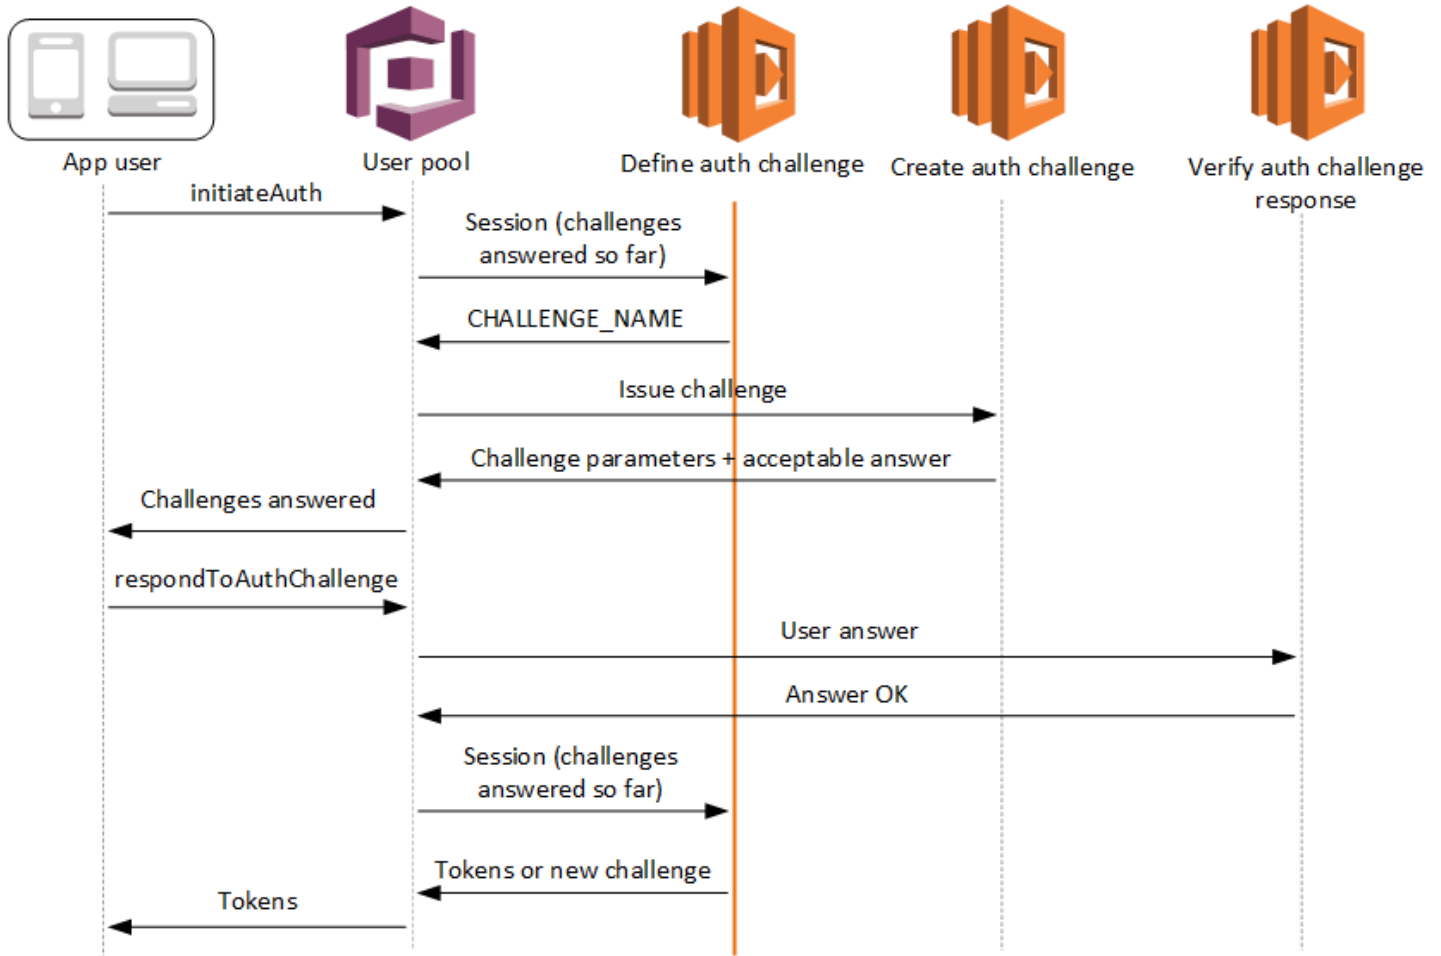 App user
User pool
Define auth challenge
Create auth challenge
Verify auth challenge
response
initiateAuth
Session (challenges
answered so far)
CHALLENGE_NAME
Issue challenge
Challenge parameters + acceptable answer
Challenges answered
respondToAuthChallenge
User answer
Answer OK
Session (challenges
answered so far)
Tokens or new challenge
Tokens